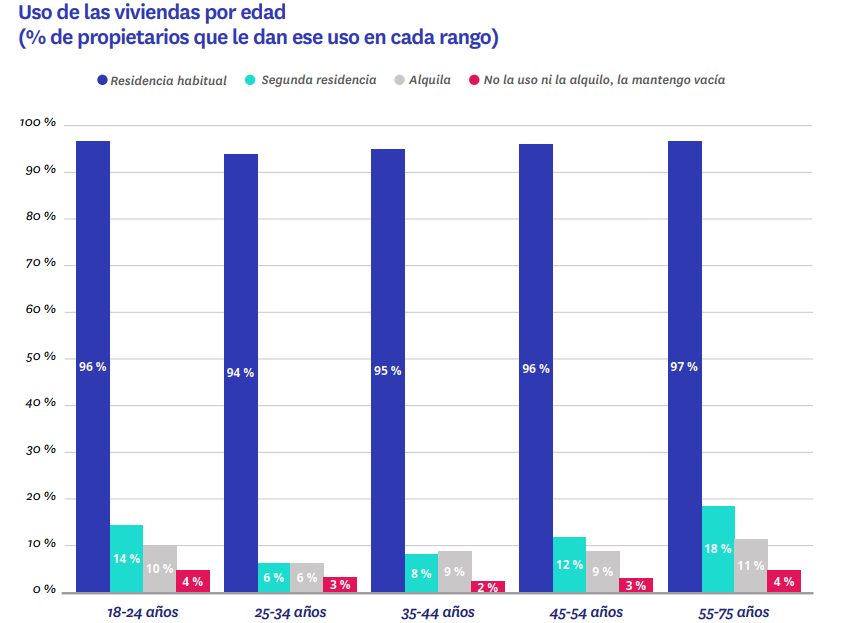 Uso de las viviendas por edad
(% de propietarios que le dan ese uso en cada rango)
Residencia habitual Segunda residencia Alquila No la uso ni la alquilo, la mantengo vacía
100 %
90 %
80 %
70 %
60 %
50 %
40 %
30 %
20 %
10 %
0 %
96 % 14 % 10 % 4 %
94 % 6 % 6 % 3 %
95 % 8 % 9 % 2 %
96 % 12 % 9 % 3 %
97 % 18 % 11 % 4 %
18-24 años 25-34 años 35-44 años 45-54 años 55-75 años